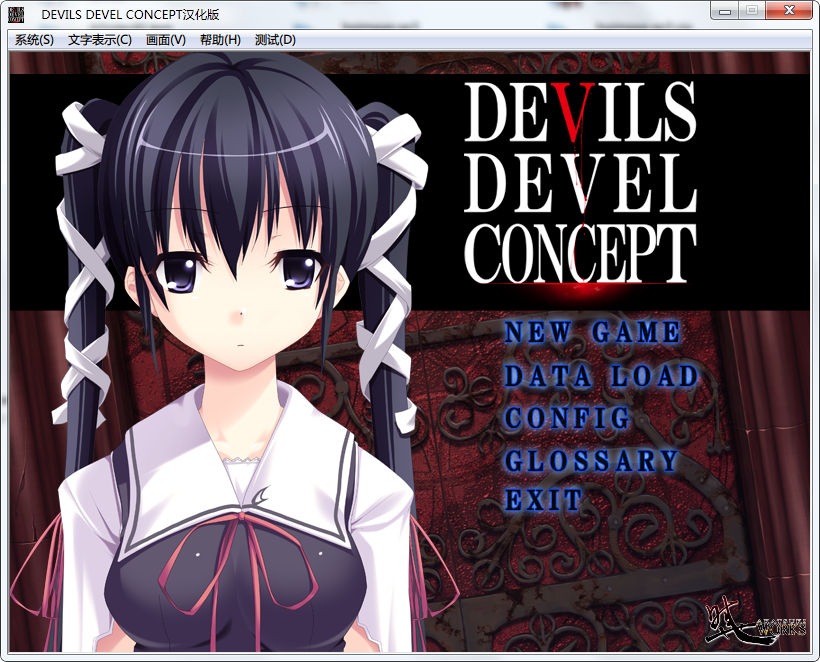 DEVILS DEVEL CONCEPT汉化版
系统(S) 文字表示(C) 画面(V) 帮助(H) 测试(D)
DEVILS
DEVEL
CONCEPT
NEW GAME
DATA LOAD
CONFIG
GLOSSARY
EXIT
WORKS